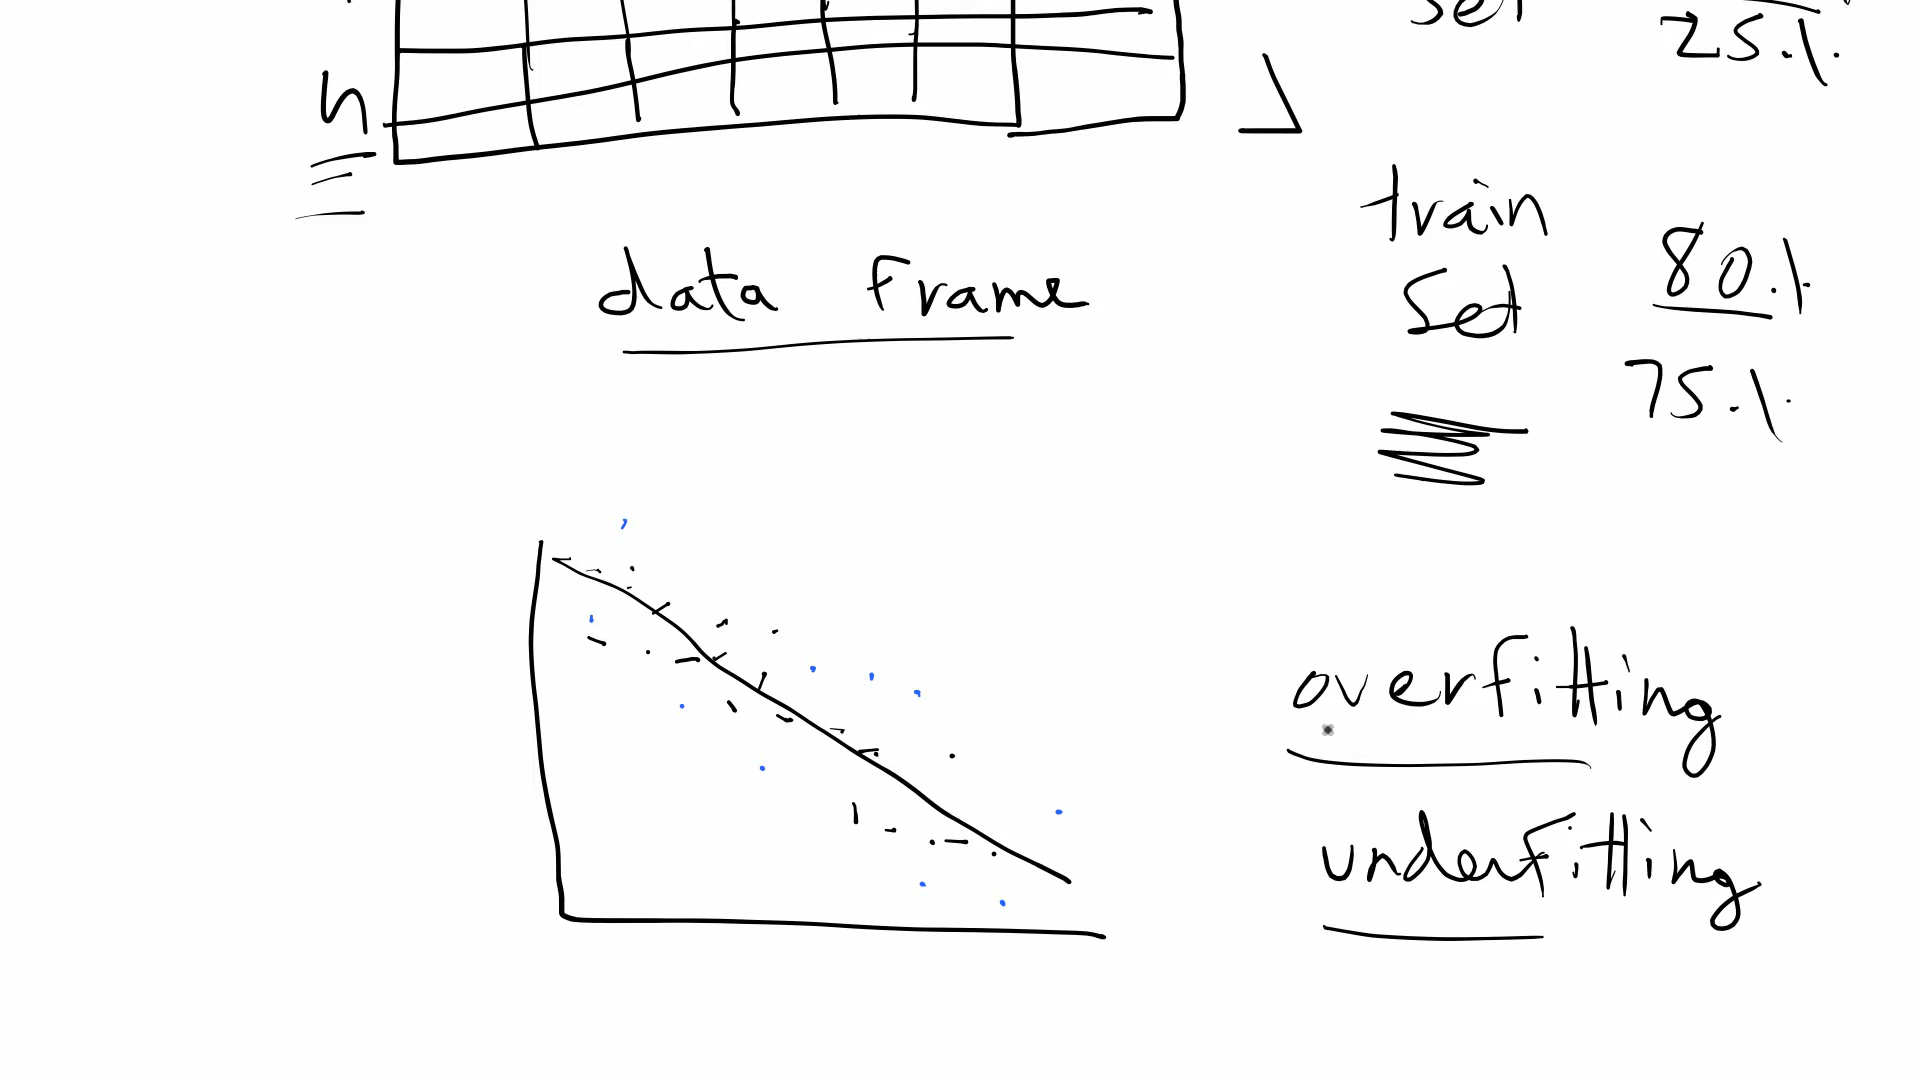 set 25%
n
train
set 80%
75%
data frame
overfitting
underfitting